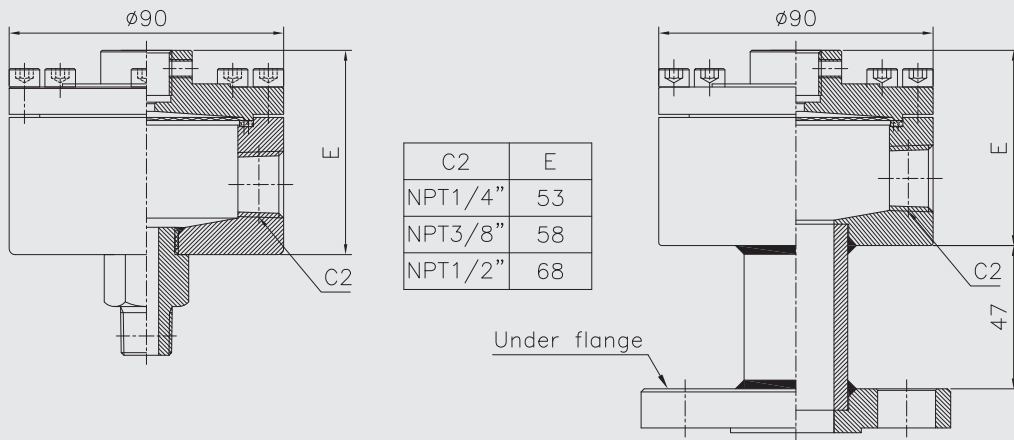 ø90
E
C2
C2 E
NPT1/4” 53
NPT3/8” 58
NPT1/2” 68
ø90
E
C2
47
Under flange